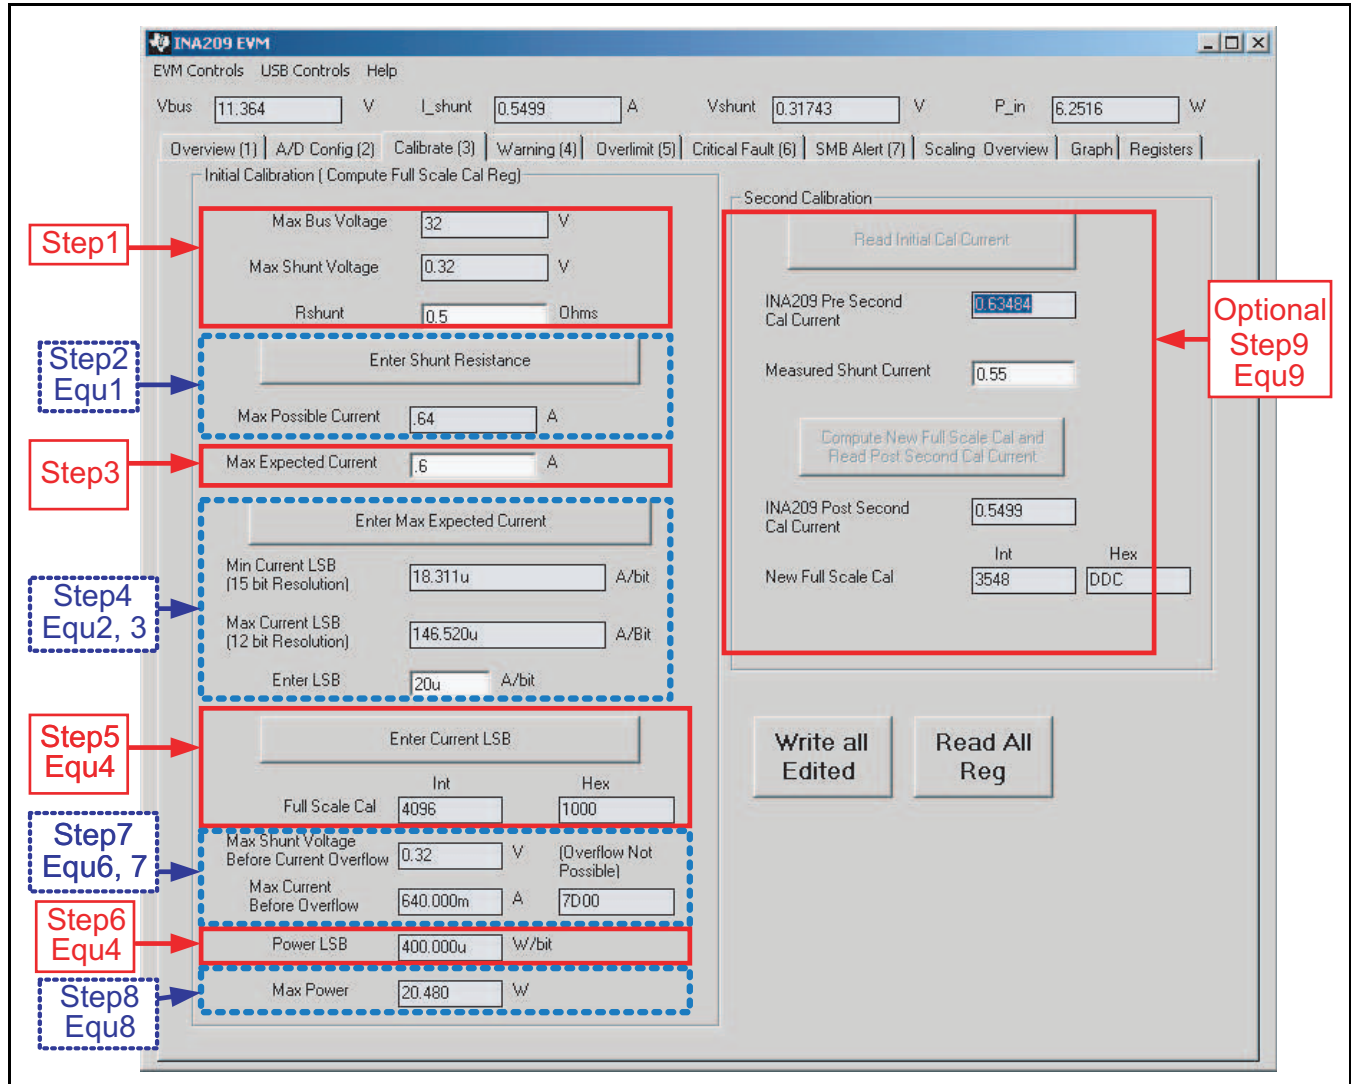 INA209 EVM
EVM Controls USB Controls Help
Vbus 11.364 V I_shunt 0.5499 A Vshunt 0.31743 V P_in 6.2516 W
Overview (1) A/D Config (2) Calibrate (3) Warning (4) Overlimit (5) Critical Fault (6) SMB Alert (7) Scaling Overview Graph Registers
Initial Calibration ( Compute Full Scale Cal Reg)
Step1
Max Bus Voltage 32 V
Max Shunt Voltage 0.32 V
Rshunt 0.5 Ohms
Step2
Equ1
Enter Shunt Resistance
Max Possible Current .64 A
Step3
Max Expected Current .6 A
Enter Max Expected Current
Step4
Equ2, 3
Min Current LSB
(15 bit Resolution) 18.311u A/bit
Max Current LSB
(12 bit Resolution) 146.520u A/Bit
Enter LSB 20u A/bit
Step5
Equ4
Enter Current LSB
Int Hex
Full Scale Cal 4096 1000
Step7
Equ6, 7
Max Shunt Voltage
Before Current Overflow 0.32 V (Overflow Not
Possible)
Max Current
Before Overflow 640.000m A 7D00
Step6
Equ4
Power LSB 400.000u W/bit
Step8
Equ8
Max Power 20.480 W
Second Calibration
Read Initial Cal Current
INA209 Pre Second
Cal Current 0.63484
Measured Shunt Current 0.55
Compute New Full Scale Cal and
Read Post Second Cal Current
INA209 Post Second
Cal Current 0.5499
Int Hex
New Full Scale Cal 3548 DDC
Optional
Step9
Equ9
Write all
Edited
Read All
Reg